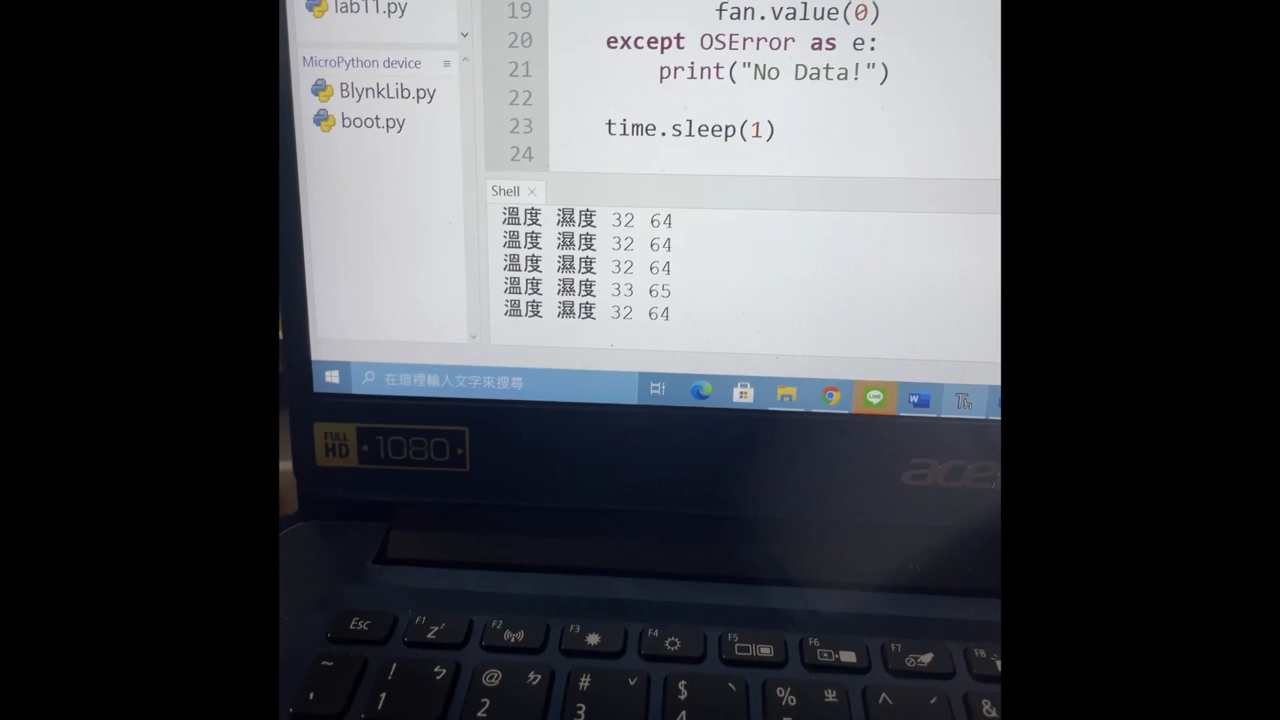 lab11.py
MicroPython device
BlynkLib.py
boot.py
19 fan.value(0)
20 except OSError as e:
21 print("No Data!")
22
23 time.sleep(1)
24
Shell
溫度 濕度 32 64
溫度 濕度 32 64
溫度 濕度 32 64
溫度 濕度 33 65
溫度 濕度 32 64
在這裡輸入文字來搜尋
LINE
W
Th
FULL HD 1080
acer
Esc F1 Zz F2 F3 F4 F5 F6 F7 F8
~ ! ㄅ @ ㄉ # ˇ $ ˋ % ㄓ ^ ˊ &
1 2 3 4